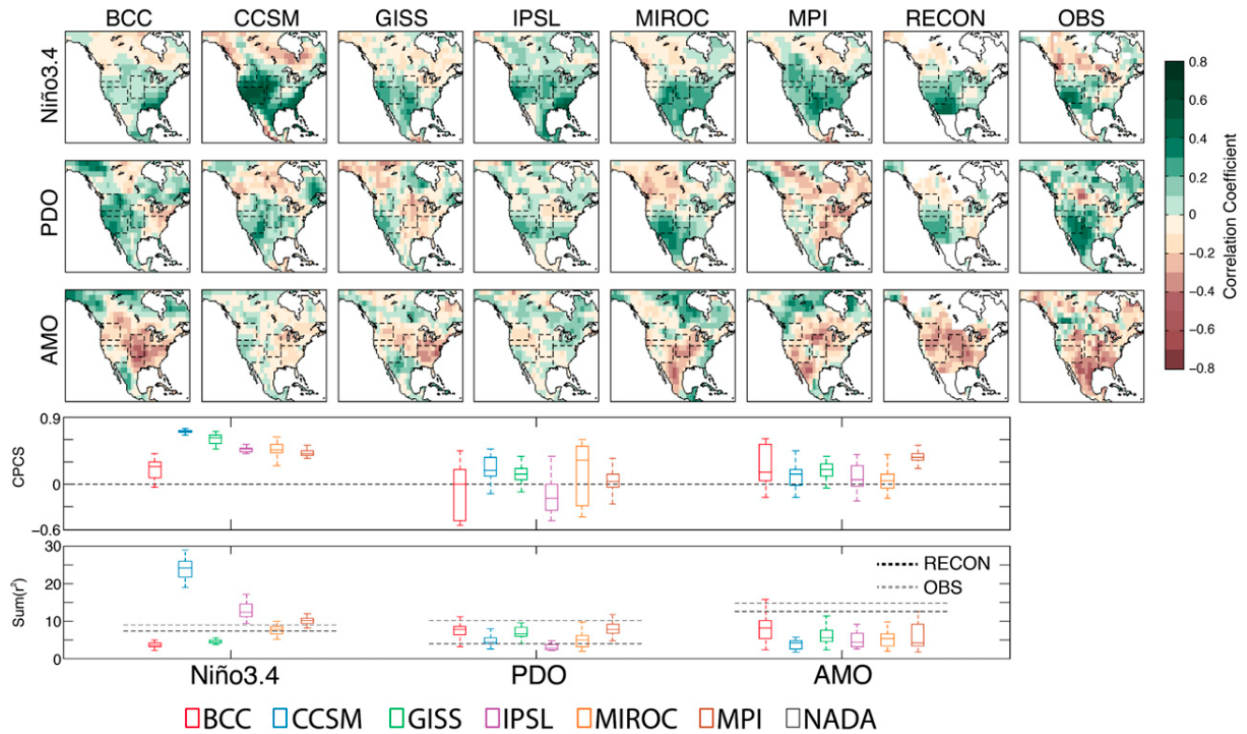 BCC CCSM GISS IPSL MIROC MPI RECON OBS
Niño3.4
PDO
AMO
0.8
0.6
0.4
0.2
0
−0.2
−0.4
−0.6
−0.8
Correlation Coefficient
CPCS
0.9
0
−0.6
Sum(r²)
30
20
10
0
RECON
OBS
Niño3.4 PDO AMO
BCC CCSM GISS IPSL MIROC MPI NADA